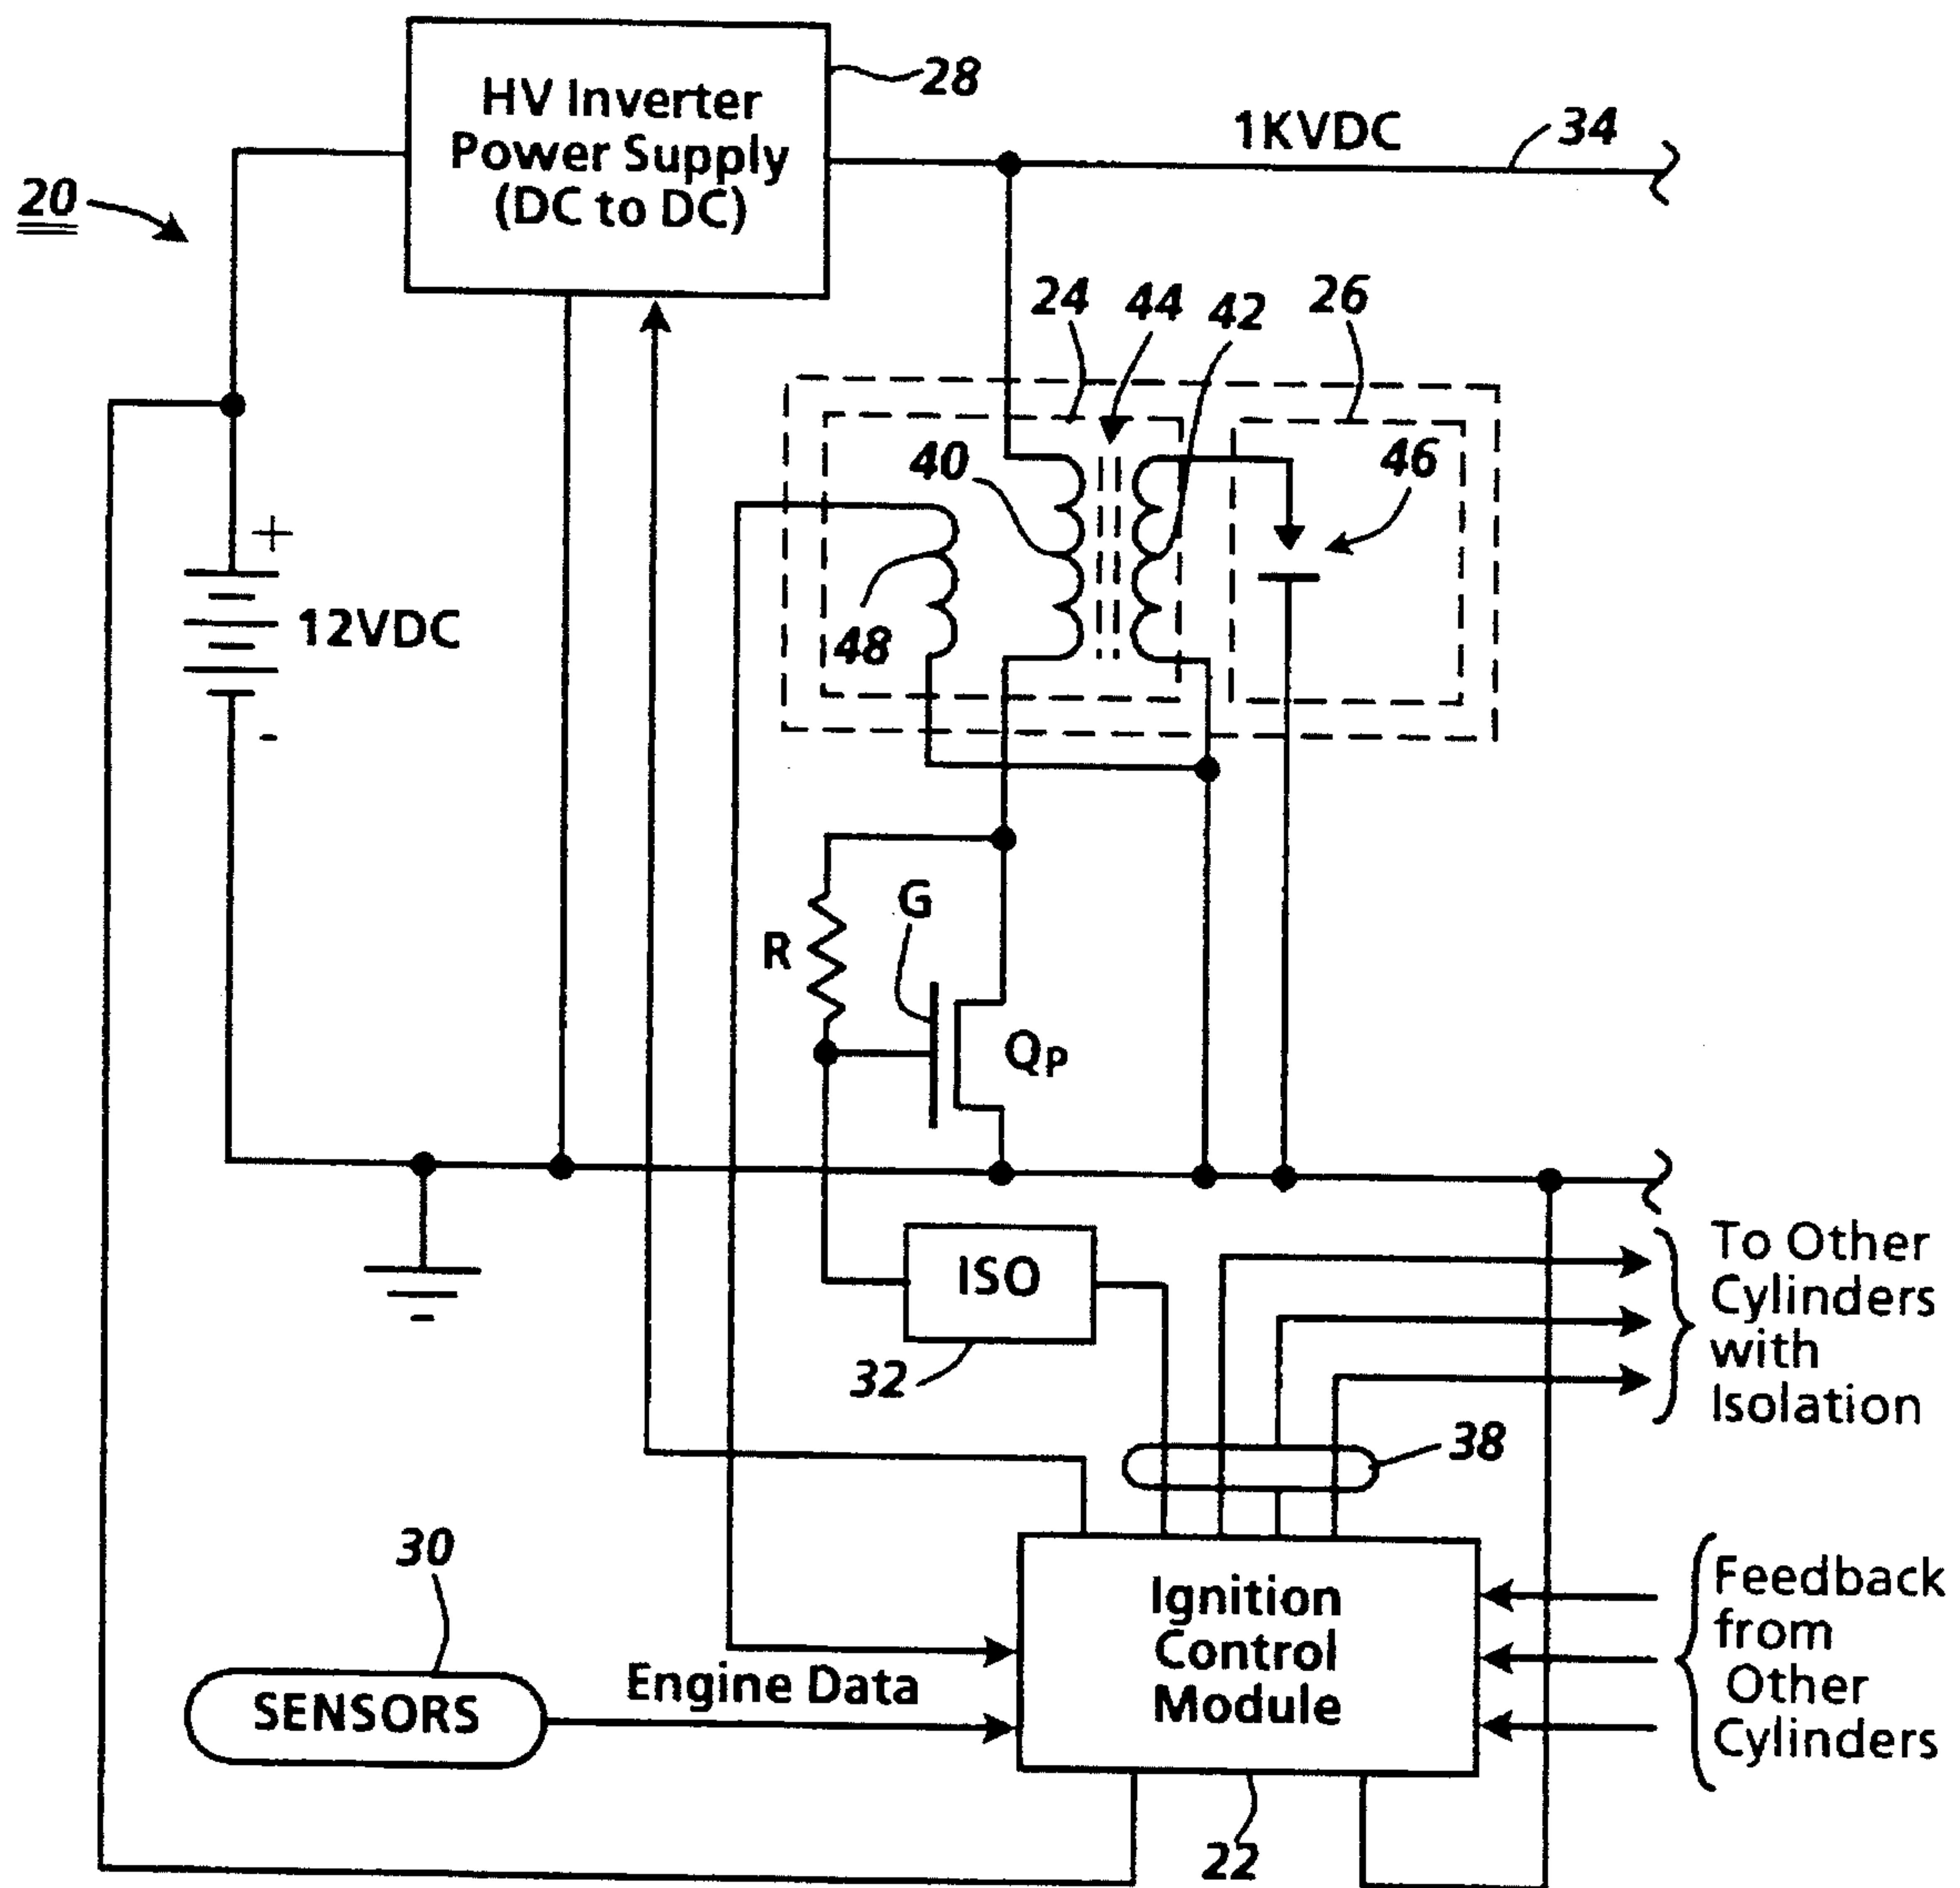 HV Inverter
Power Supply
(DC to DC)
28
1KVDC
34
20
24
44
42
26
40
46
48
+
12VDC
-
G
R
QP
ISO
32
To Other
Cylinders
with
Isolation
38
30
SENSORS
Engine Data
Ignition
Control
Module
Feedback
from
Other
Cylinders
22